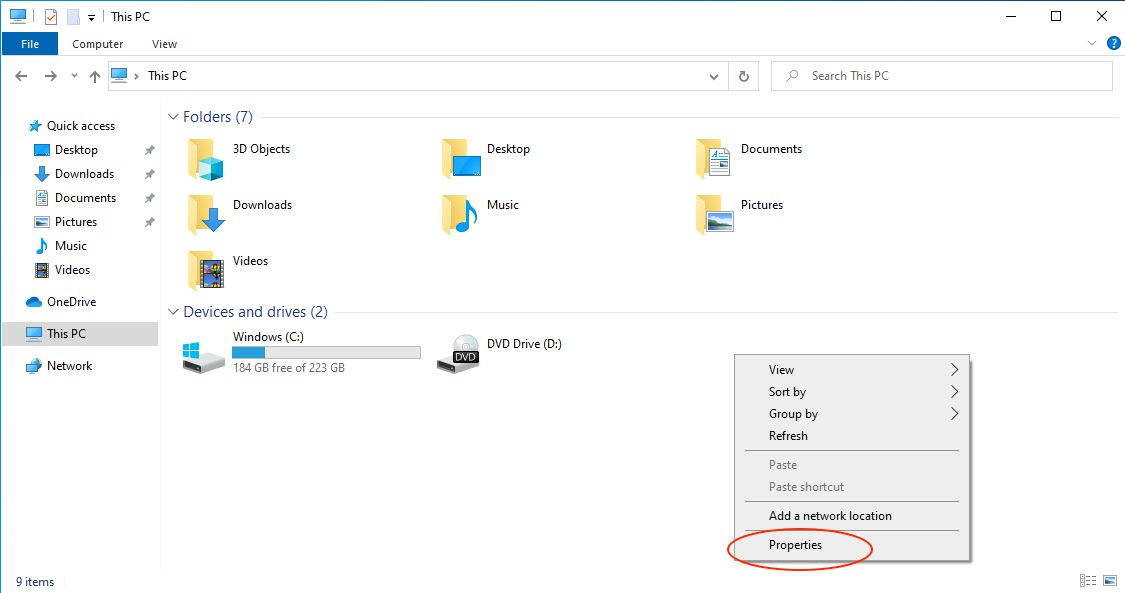 This PC
File Computer View
This PC
Search This PC
Quick access
Desktop
Downloads
Documents
Pictures
Music
Videos
OneDrive
This PC
Network
Folders (7)
3D Objects
Desktop
Documents
Downloads
Music
Pictures
Videos
Devices and drives (2)
Windows (C:)
184 GB free of 223 GB
DVD Drive (D:)
DVD
View
Sort by
Group by
Refresh
Paste
Paste shortcut
Add a network location
Properties
9 items